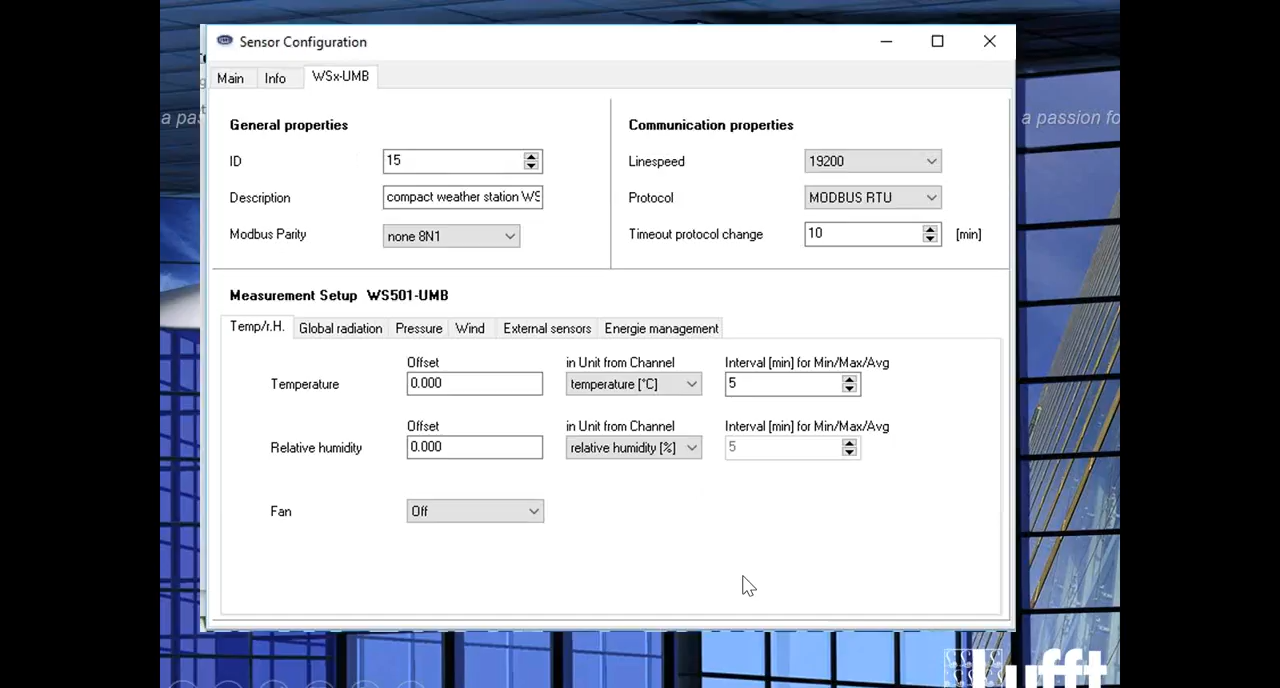 Sensor Configuration
Main Info WSx-UMB
General properties
Communication properties
ID 15
Linespeed 19200
Description compact weather station WS
Protocol MODBUS RTU
Modbus Parity none 8N1
Timeout protocol change 10 [min]
Measurement Setup WS501-UMB
Temp/r.H. Global radiation Pressure Wind External sensors Energie management
Offset in Unit from Channel Interval [min] for Min/Max/Avg
Temperature 0.000 temperature [°C] 5
Offset in Unit from Channel Interval [min] for Min/Max/Avg
Relative humidity 0.000 relative humidity [%] 5
Fan Off
a pas
a passion fo
Lufft